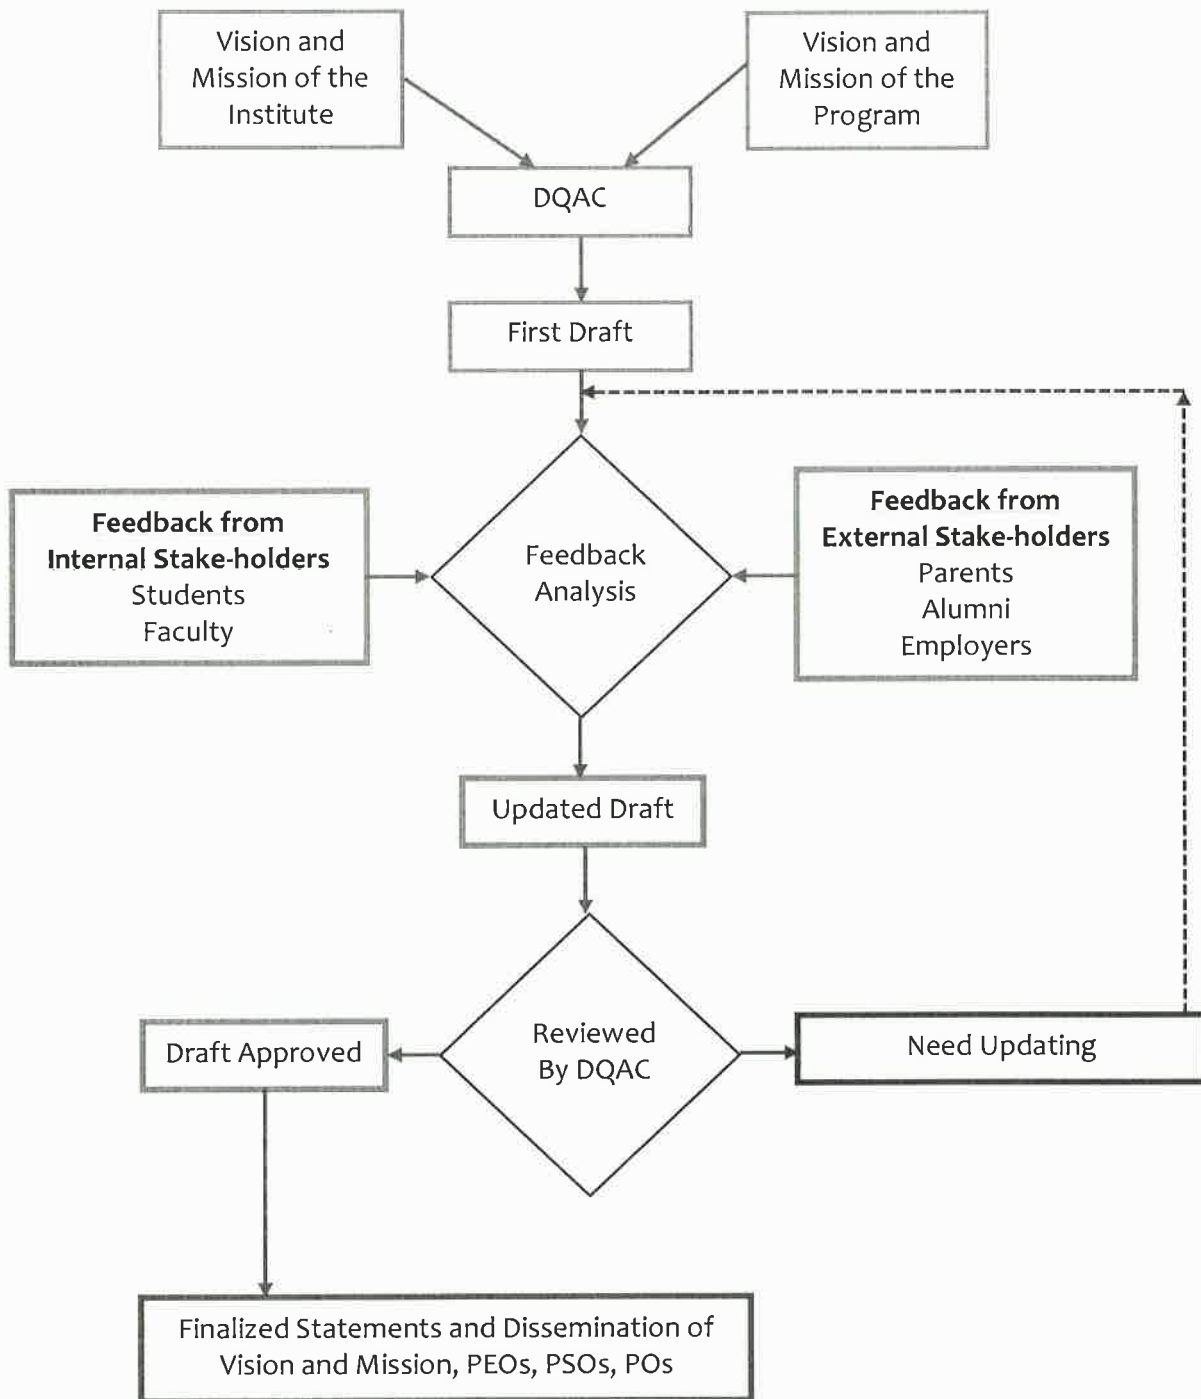 Vision and
Mission of the
Institute
Vision and
Mission of the
Program
DQAC
First Draft
Feedback from
Internal Stake-holders
Students
Faculty
Feedback
Analysis
Feedback from
External Stake-holders
Parents
Alumni
Employers
Updated Draft
Draft Approved
Reviewed
By DQAC
Need Updating
Finalized Statements and Dissemination of
Vision and Mission, PEOs, PSOs, POs